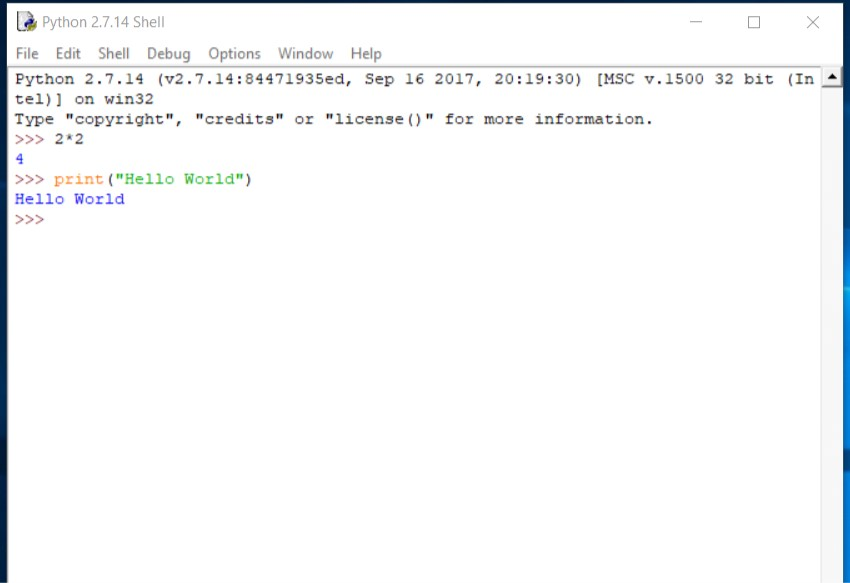 Python 2.7.14 Shell
File Edit Shell Debug Options Window Help
Python 2.7.14 (v2.7.14:84471935ed, Sep 16 2017, 20:19:30) [MSC v.1500 32 bit (In
tel)] on win32
Type "copyright", "credits" or "license()" for more information.
>>> 2*2
4
>>> print("Hello World")
Hello World
>>>